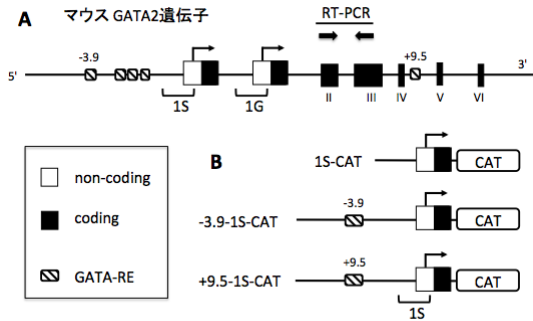 A
マウス GATA2遺伝子
RT-PCR
-3.9
+9.5
5'
3'
1S
1G
II
III
IV
V
VI
non-coding
coding
GATA-RE
B
1S-CAT
CAT
-3.9
-3.9-1S-CAT
CAT
+9.5
+9.5-1S-CAT
CAT
1S